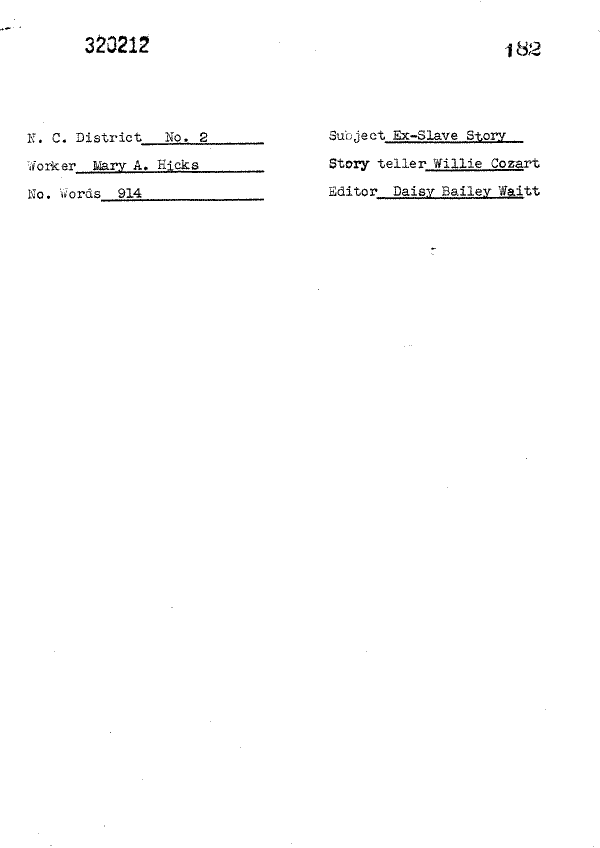 320212
182
N. C. District No. 2
Subject Ex-Slave Story
Worker Mary A. Hicks
Story teller Willie Cozart
No. Words 914
Editor Daisy Bailey Waitt